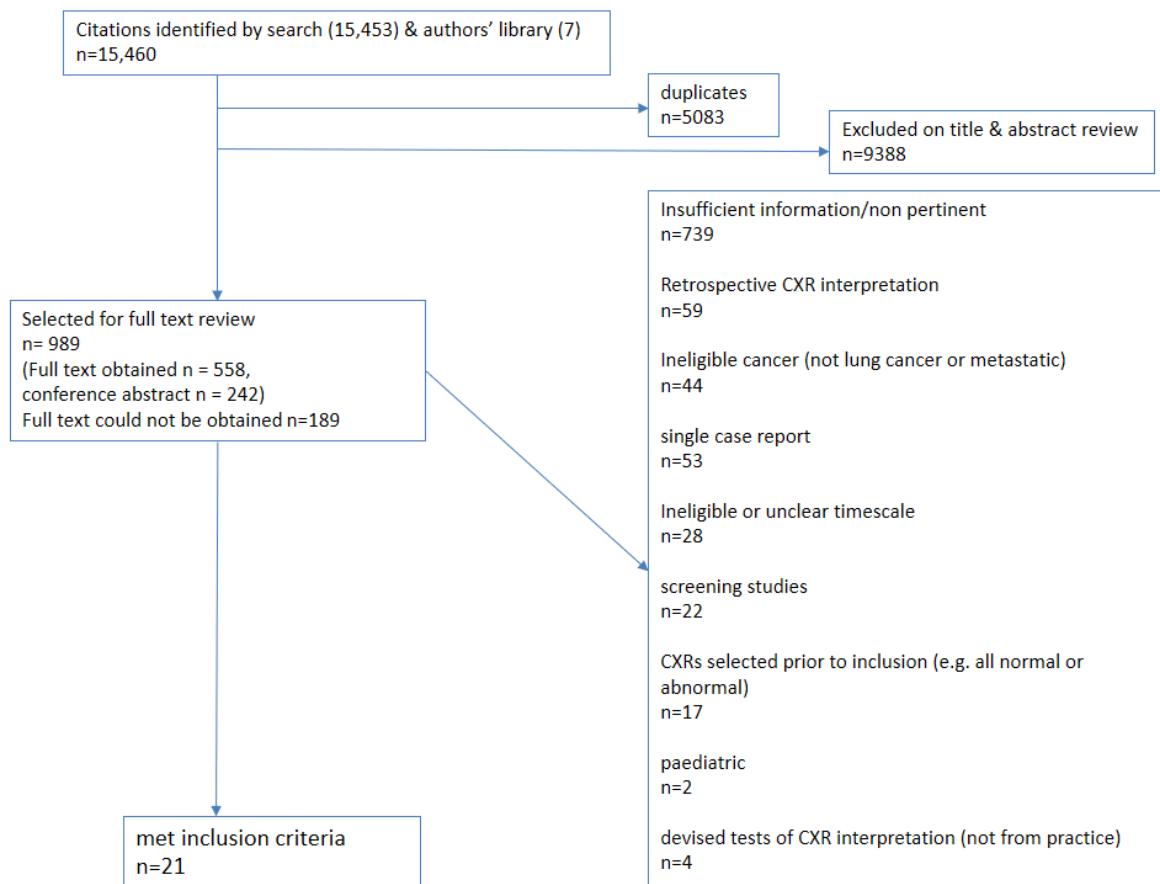 Citations identified by search (15,453) & authors’ library (7)
n=15,460
duplicates
n=5083
Excluded on title & abstract review
n=9388
Selected for full text review
n= 989
(Full text obtained n = 558,
conference abstract n = 242)
Full text could not be obtained n=189
Insufficient information/non pertinent
n=739
Retrospective CXR interpretation
n=59
Ineligible cancer (not lung cancer or metastatic)
n=44
single case report
n=53
Ineligible or unclear timescale
n=28
screening studies
n=22
CXRs selected prior to inclusion (e.g. all normal or
abnormal)
n=17
paediatric
n=2
devised tests of CXR interpretation (not from practice)
n=4
met inclusion criteria
n=21